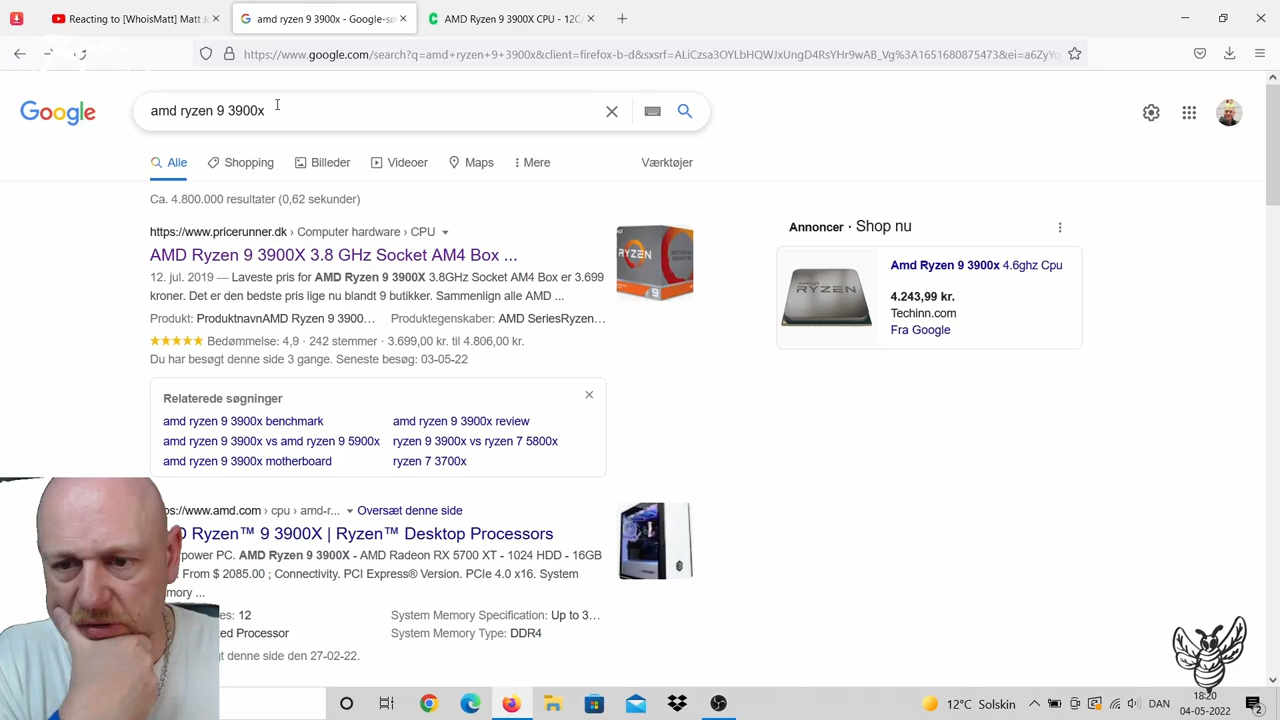 Reacting to [WhoisMatt] Matt J
amd ryzen 9 3900x - Google-sø
AMD Ryzen 9 3900X CPU - 12C/
https://www.google.com/search?q=amd+ryzen+9+3900x&client=firefox-b-d&sxsrf=ALiCzsa3OYLbHQWJxUngD4RsYHr9wAB_Vg%3A1651680875473&ei=a6ZyYq
Google
amd ryzen 9 3900x
Alle
Shopping
Billeder
Videoer
Maps
Mere
Værktøjer
Ca. 4.800.000 resultater (0,62 sekunder)
https://www.pricerunner.dk › Computer hardware › CPU
AMD Ryzen 9 3900X 3.8 GHz Socket AM4 Box ...
12. jul. 2019 — Laveste pris for AMD Ryzen 9 3900X 3.8GHz Socket AM4 Box er 3.699
kroner. Det er den bedste pris lige nu blandt 9 butikker. Sammenlign alle AMD ...
Produkt: ProduktnavnAMD Ryzen 9 3900…
Produktegenskaber: AMD SeriesRyzen…
Bedømmelse: 4,9 · 242 stemmer · 3.699,00 kr. til 4.806,00 kr.
Du har besøgt denne side 3 gange. Seneste besøg: 03-05-22
RYZEN
9
Annoncer · Shop nu
RYZEN
Amd Ryzen 9 3900x 4.6ghz Cpu
4.243,99 kr.
Techinn.com
Fra Google
Relaterede søgninger
amd ryzen 9 3900x benchmark
amd ryzen 9 3900x review
amd ryzen 9 3900x vs amd ryzen 9 5900x
ryzen 9 3900x vs ryzen 7 5800x
amd ryzen 9 3900x motherboard
ryzen 7 3700x
ps://www.amd.com › cpu › amd-r...
Oversæt denne side
D Ryzen™ 9 3900X | Ryzen™ Desktop Processors
power PC. AMD Ryzen 9 3900X - AMD Radeon RX 5700 XT - 1024 HDD - 16GB
From $ 2085.00 ; Connectivity. PCI Express® Version. PCIe 4.0 x16. System
mory ...
es: 12
System Memory Specification: Up to 3…
ed Processor
System Memory Type: DDR4
gt denne side den 27-02-22.
12°C Solskin
DAN
18:20
04-05-2022
2